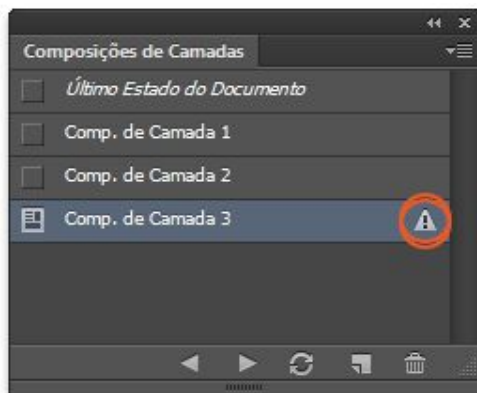 Composições de Camadas
Último Estado do Documento
Comp. de Camada 1
Comp. de Camada 2
Comp. de Camada 3